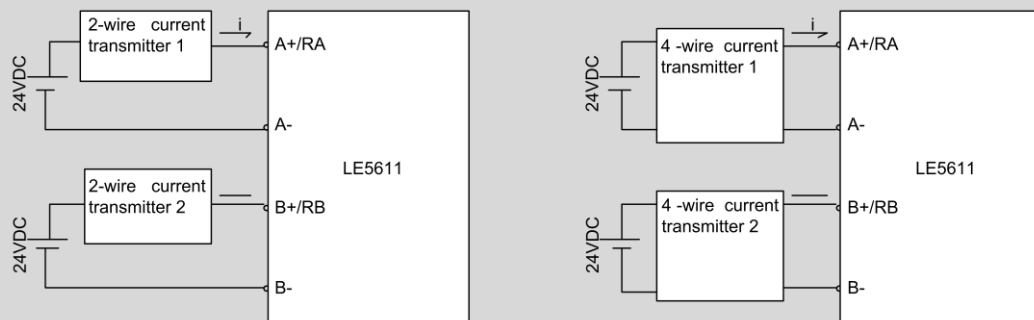 2-wire current
transmitter 1
i
A+/RA
24VDC
A-
LE5611
2-wire current
transmitter 2
B+/RB
24VDC
B-
4 -wire current
transmitter 1
i
A+/RA
24VDC
A-
LE5611
4 -wire current
transmitter 2
B+/RB
24VDC
B-